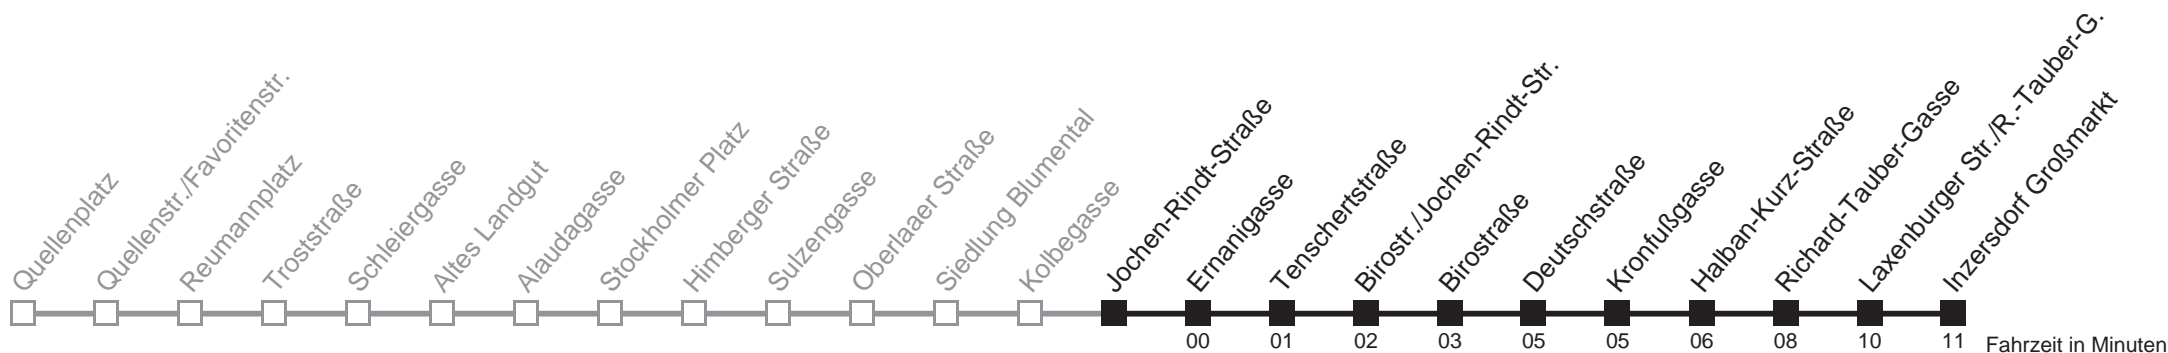 Quellenplatz
Quellenstr./Favoritenstr.
Reumannplatz
Troststraße
Schleiergasse
Altes Landgut
Alaudagasse
Stockholmer Platz
Himberger Straße
Sulzengasse
Oberlaaer Straße
Siedlung Blumental
Kolbegasse
Jochen-Rindt-Straße
Ernanigasse
Tenschertstraße
Birostr./Jochen-Rindt-Str.
Birostraße
Deutschstraße
Kronfußgasse
Halban-Kurz-Straße
Richard-Tauber-Gasse
Laxenburger Str./R.-Tauber-G.
Inzersdorf Großmarkt
00 01 02 03 05 05 06 08 10 11 Fahrzeit in Minuten